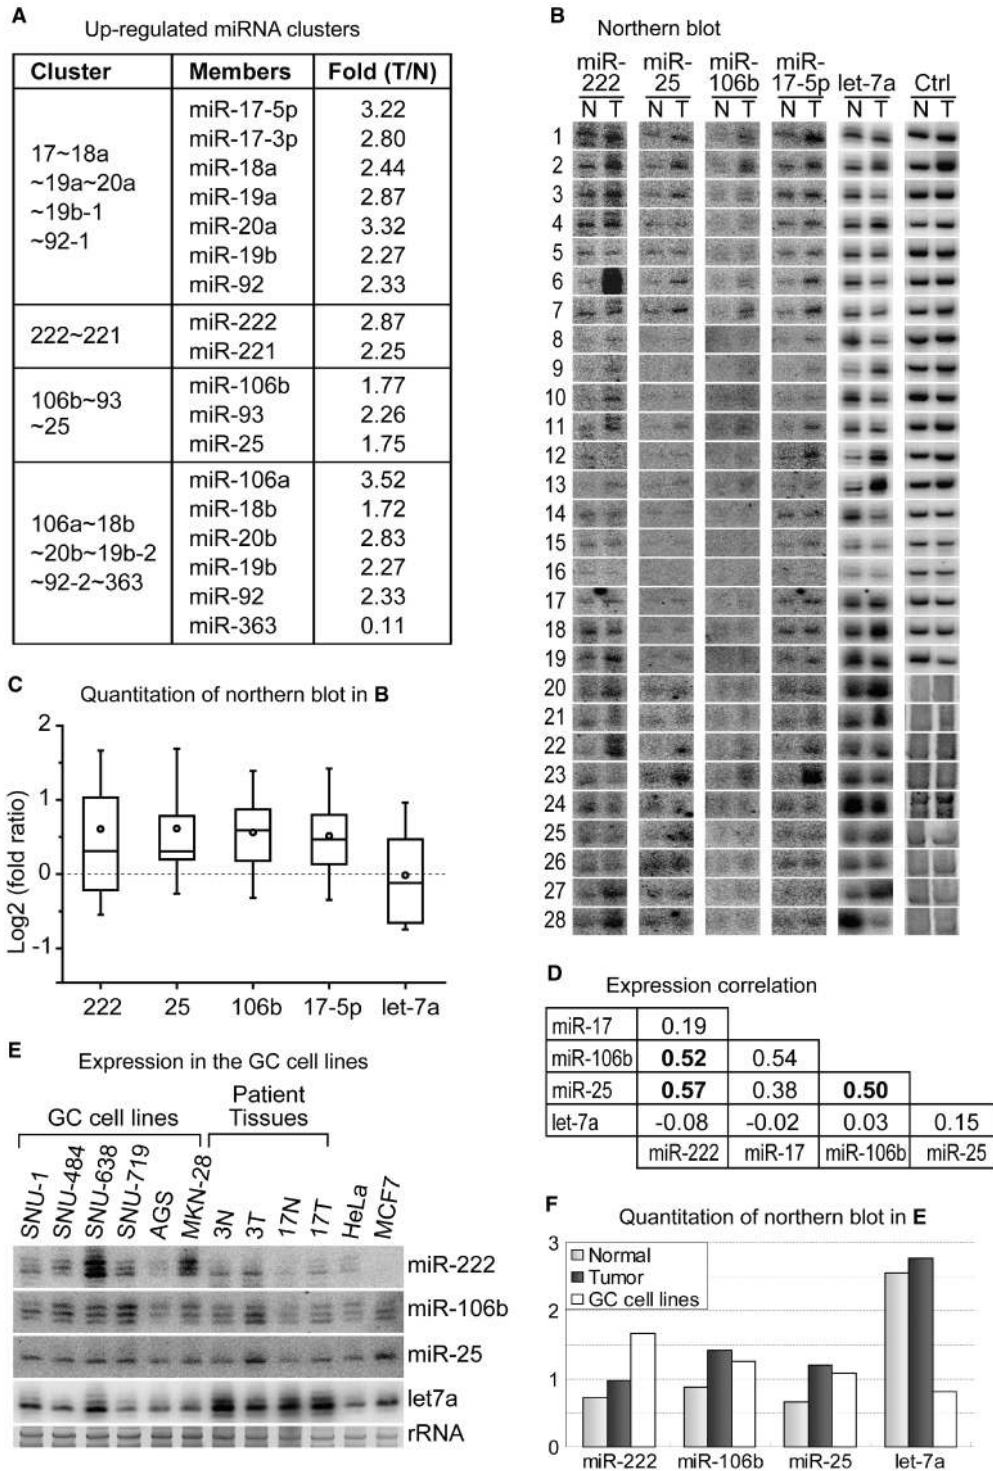 A
Up-regulated miRNA clusters
Cluster Members Fold (T/N)
17~18a
~19a~20a
~19b-1
~92-1
miR-17-5p 3.22
miR-17-3p 2.80
miR-18a 2.44
miR-19a 2.87
miR-20a 3.32
miR-19b 2.27
miR-92 2.33
222~221
miR-222 2.87
miR-221 2.25
106b~93
~25
miR-106b 1.77
miR-93 2.26
miR-25 1.75
106a~18b
~20b~19b-2
~92-2~363
miR-106a 3.52
miR-18b 1.72
miR-20b 2.83
miR-19b 2.27
miR-92 2.33
miR-363 0.11
B
Northern blot
miR- miR- miR- miR-
222 25 106b 17-5p let-7a Ctrl
N T N T N T N T N T N T
1
2
3
4
5
6
7
8
9
10
11
12
13
14
15
16
17
18
19
20
21
22
23
24
25
26
27
28
C
Quantitation of northern blot in B
Log2 (fold ratio)
2
1
0
-1
222 25 106b 17-5p let-7a
D
Expression correlation
miR-17 0.19
miR-106b 0.52 0.54
miR-25 0.57 0.38 0.50
let-7a -0.08 -0.02 0.03 0.15
miR-222 miR-17 miR-106b miR-25
E
Expression in the GC cell lines
GC cell lines
Patient
Tissues
SNU-1 SNU-484 SNU-638 SNU-719 AGS MKN-28 3N 3T 17N 17T HeLa MCF7
miR-222
miR-106b
miR-25
let7a
rRNA
F
Quantitation of northern blot in E
Normal
Tumor
GC cell lines
3
2
1
0
miR-222 miR-106b miR-25 let-7a